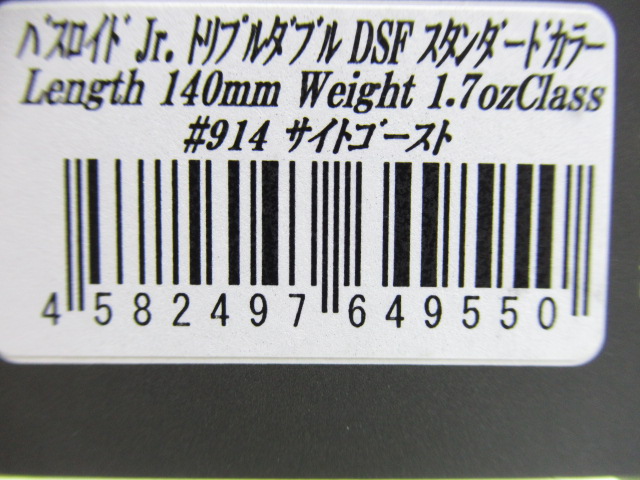 バスロイド Jr. トリプルダブル DSF スタンダードカラー
Length 140mm Weight 1.7ozClass
#914 サイトゴースト
4 582497 649550